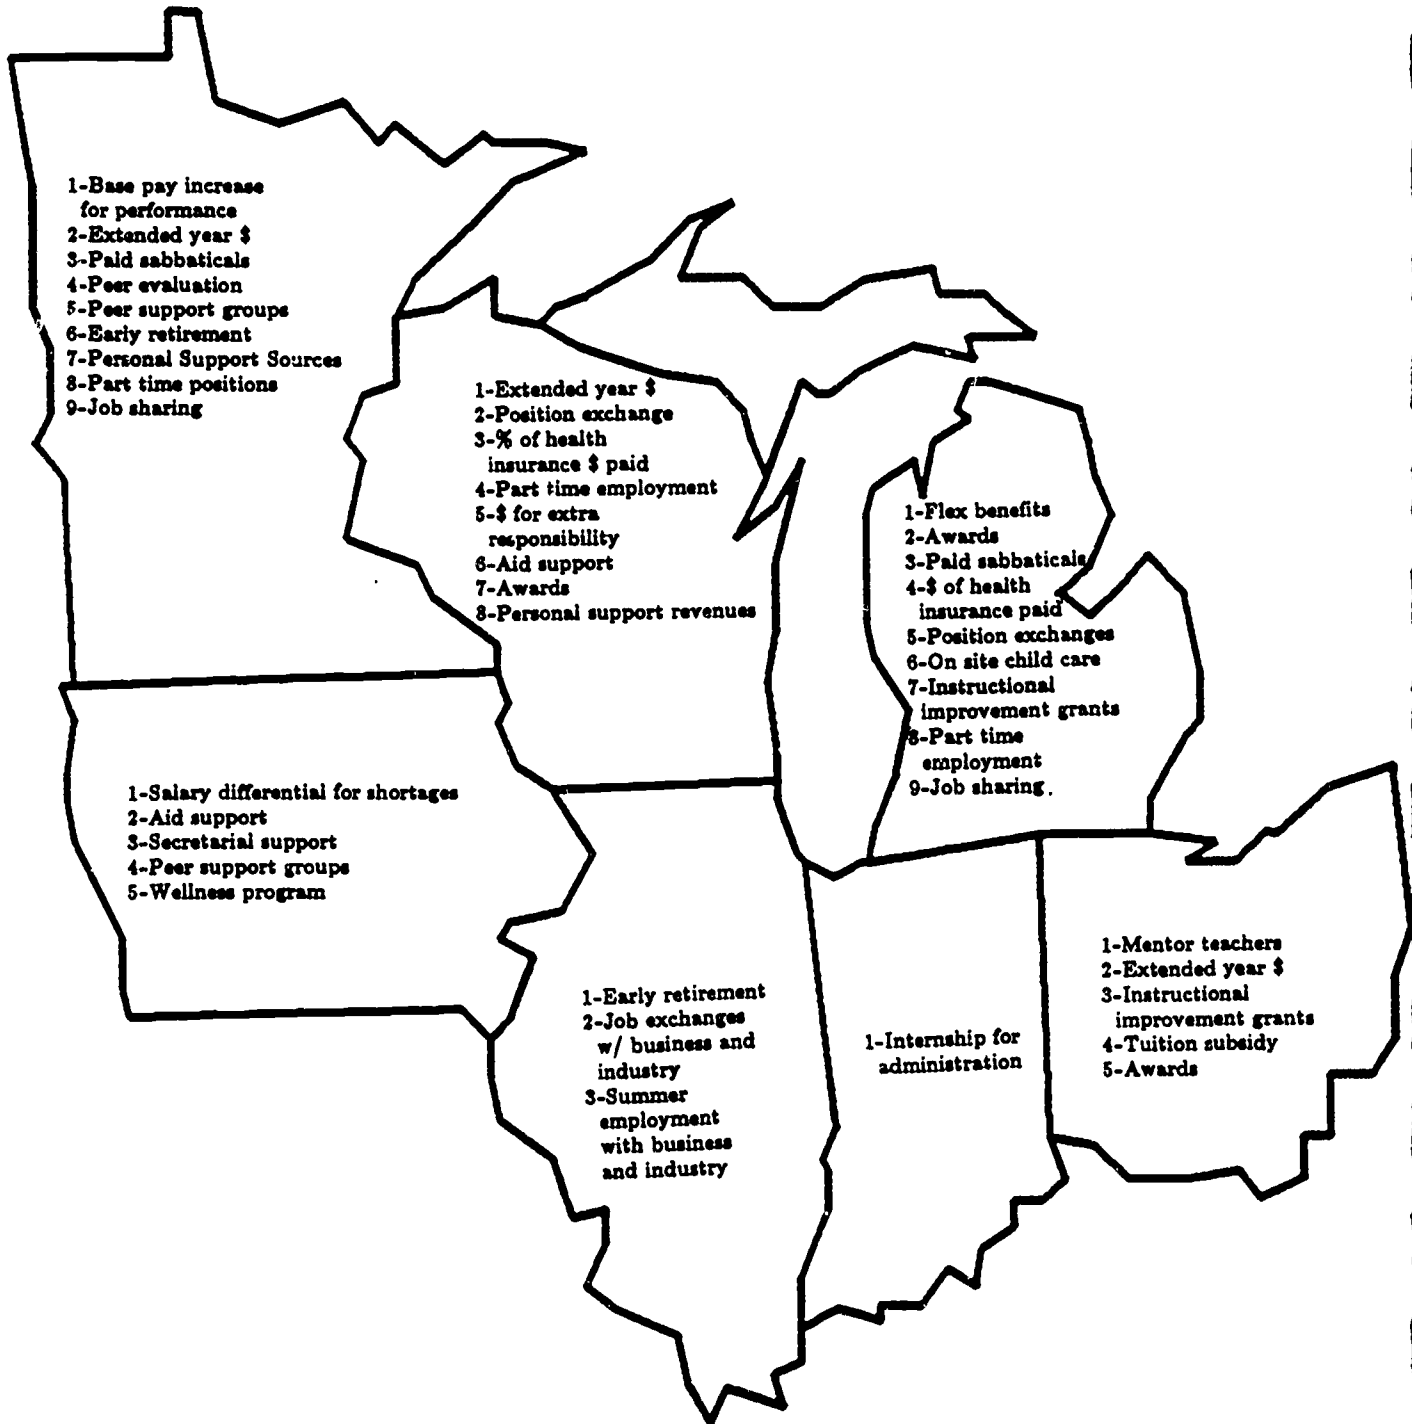 1-Base pay increase
for performance
2-Extended year $
3-Paid sabbaticals
4-Peer evaluation
5-Peer support groups
6-Early retirement
7-Personal Support Sources
8-Part time positions
9-Job sharing
1-Extended year $
2-Position exchange
3-% of health
insurance $ paid
4-Part time employment
5-$ for extra
responsibility
6-Aid support
7-Awards
8-Personal support revenues
1-Flex benefits
2-Awards
3-Paid sabbaticals
4-$ of health
insurance paid
5-Position exchanges
6-On site child care
7-Instructional
improvement grants
8-Part time
employment
9-Job sharing.
1-Salary differential for shortages
2-Aid support
3-Secretarial support
4-Peer support groups
5-Wellness program
1-Early retirement
2-Job exchanges
w/ business and
industry
3-Summer
employment
with business
and industry
1-Internship for
administration
1-Mentor teachers
2-Extended year $
3-Instructional
improvement grants
4-Tuition subsidy
5-Awards